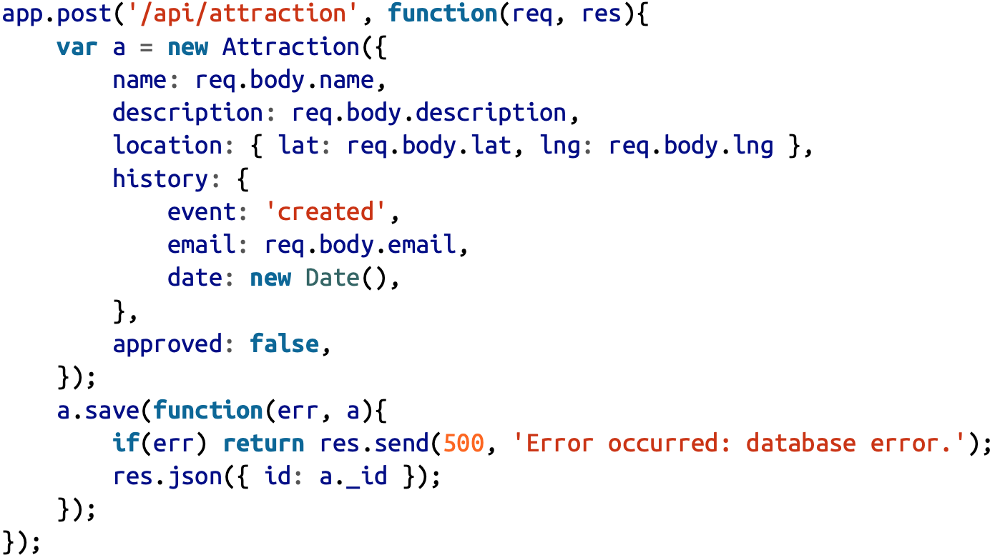 app.post('/api/attraction', function(req, res){
    var a = new Attraction({
        name: req.body.name,
        description: req.body.description,
        location: { lat: req.body.lat, lng: req.body.lng },
        history: {
            event: 'created',
            email: req.body.email,
            date: new Date(),
        },
        approved: false,
    });
    a.save(function(err, a){
        if(err) return res.send(500, 'Error occurred: database error.');
        res.json({ id: a._id });
    });
});